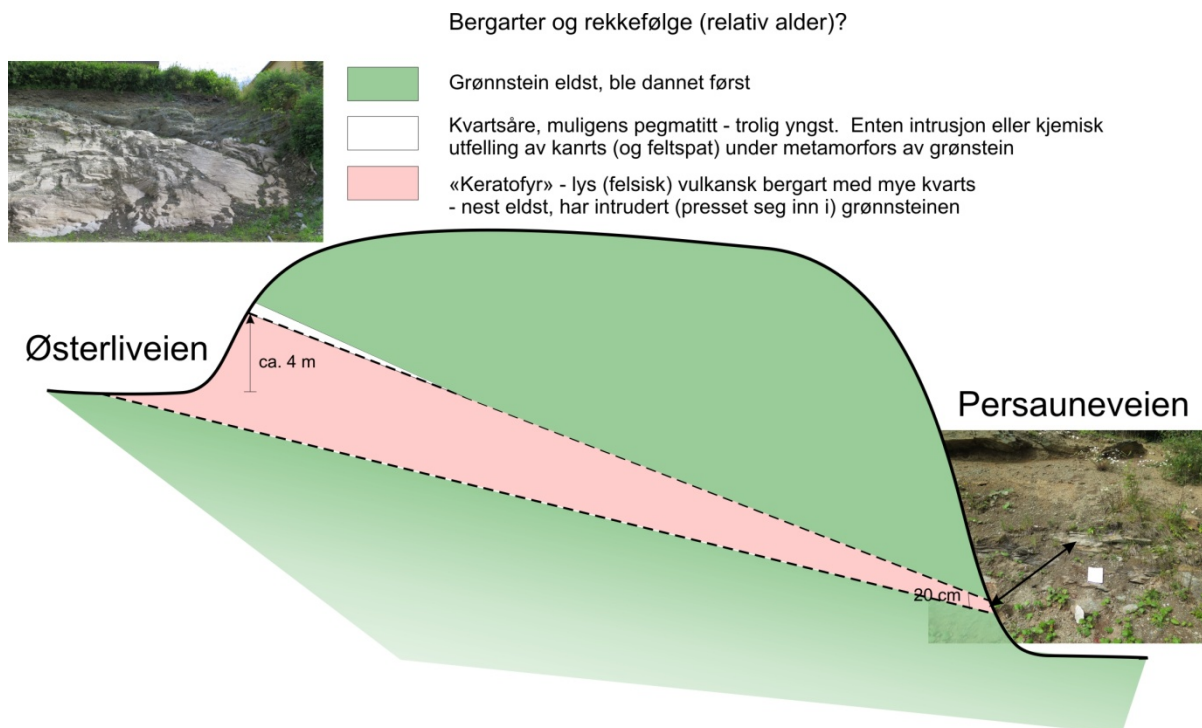 Bergarter og rekkefølge (relativ alder)?
Grønnstein eldst, ble dannet først
Kvartsåre, muligens pegmatitt - trolig yngst. Enten intrusjon eller kjemisk
utfelling av kanrts (og feltspat) under metamorfors av grønstein
«Keratofyr» - lys (felsisk) vulkansk bergart med mye kvarts
- nest eldst, har intrudert (presset seg inn i) grønnsteinen
Østerliveien
ca. 4 m
Persauneveien
20 cm